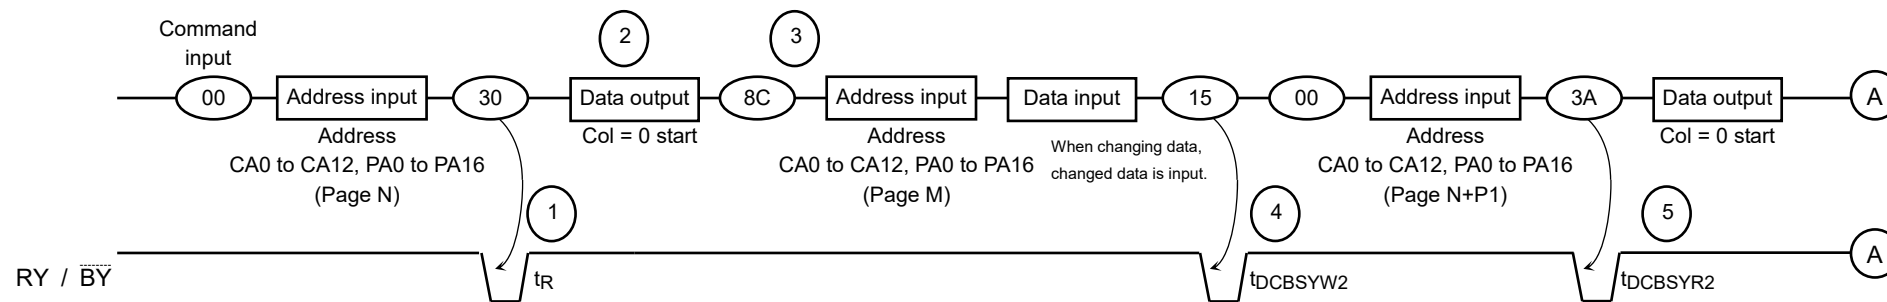 Command
input
2
3
00
Address input
30
Data output
8C
Address input
Data input
15
00
Address input
3A
Data output
A
Address
CA0 to CA12, PA0 to PA16
(Page N)
Col = 0 start
Address
CA0 to CA12, PA0 to PA16
(Page M)
When changing data,
changed data is input.
Address
CA0 to CA12, PA0 to PA16
(Page N+P1)
Col = 0 start
1
4
5
RY / BY
tR
tDCBSYW2
tDCBSYR2
A